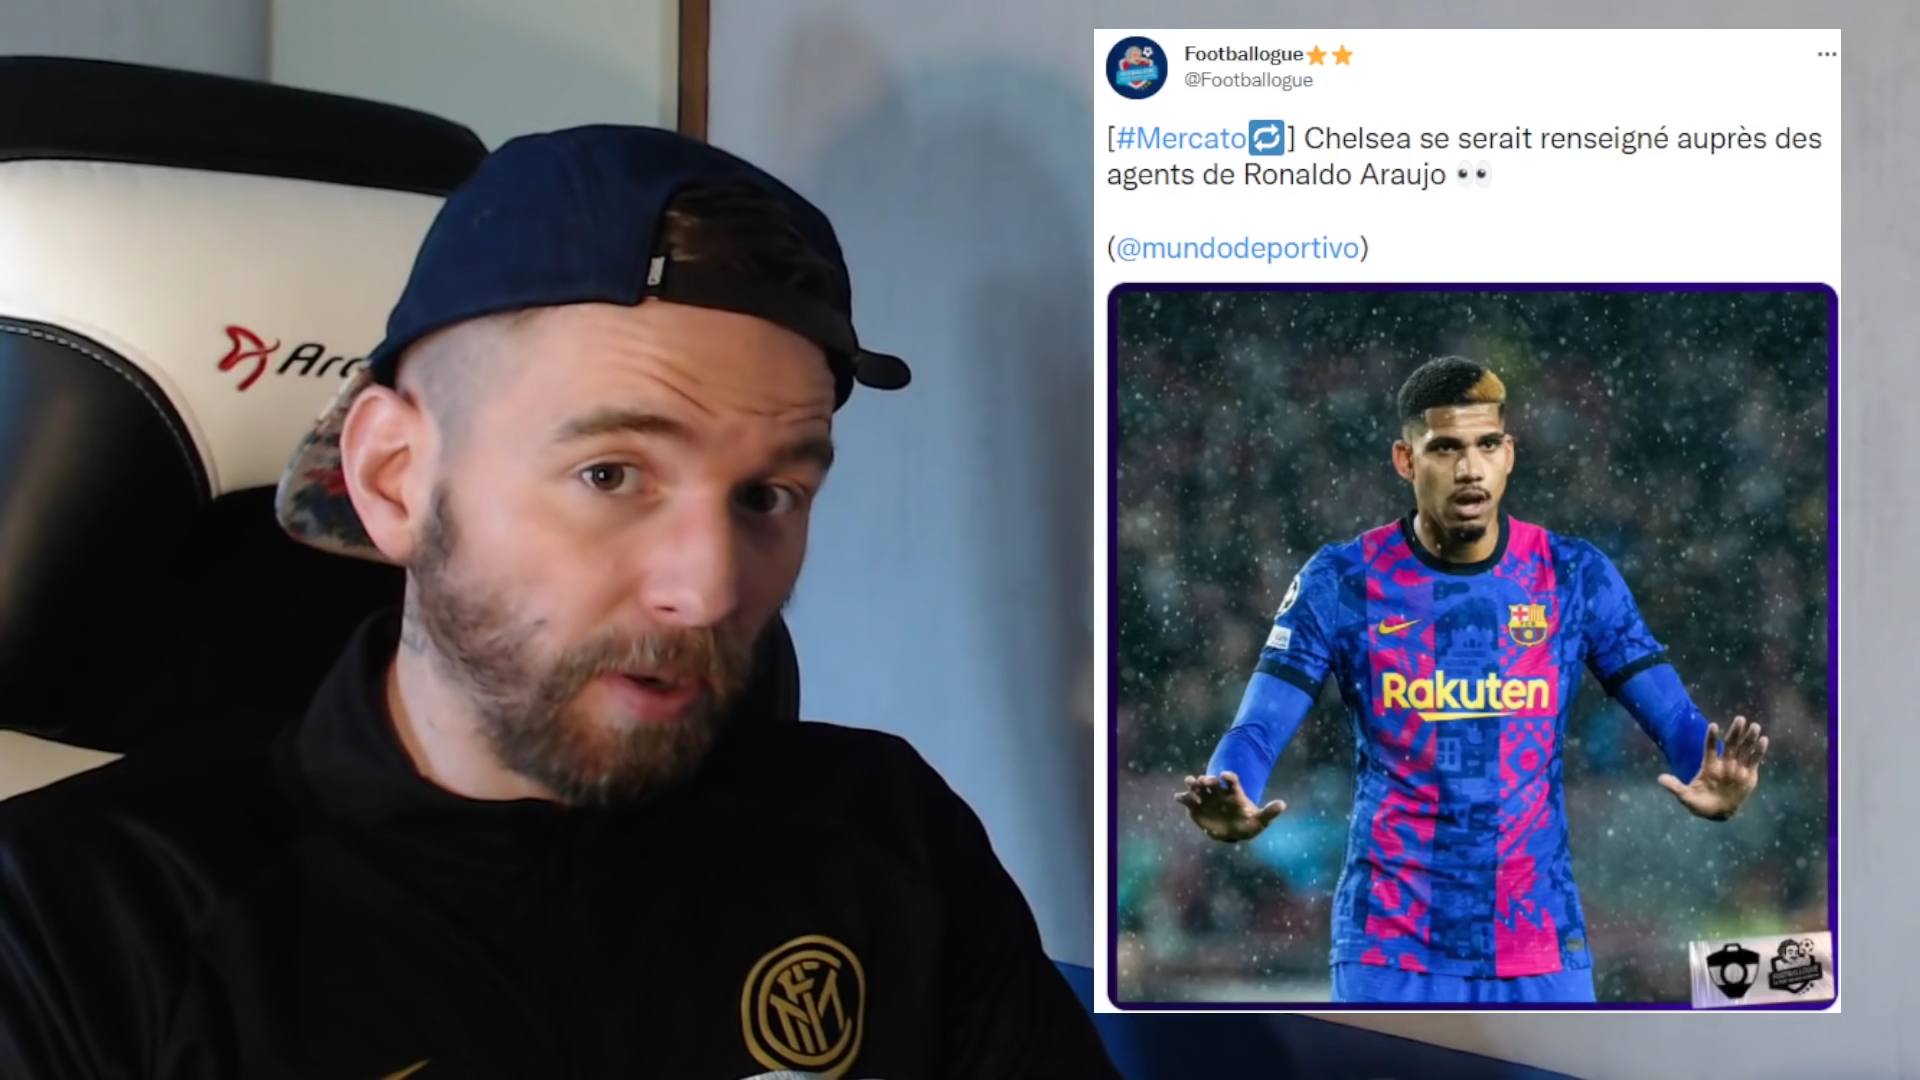 Footballogue⭐⭐
@Footballogue
[#Mercato🔁] Chelsea se serait renseigné auprès des
agents de Ronaldo Araujo 👀
(@mundodeportivo)
Rakuten